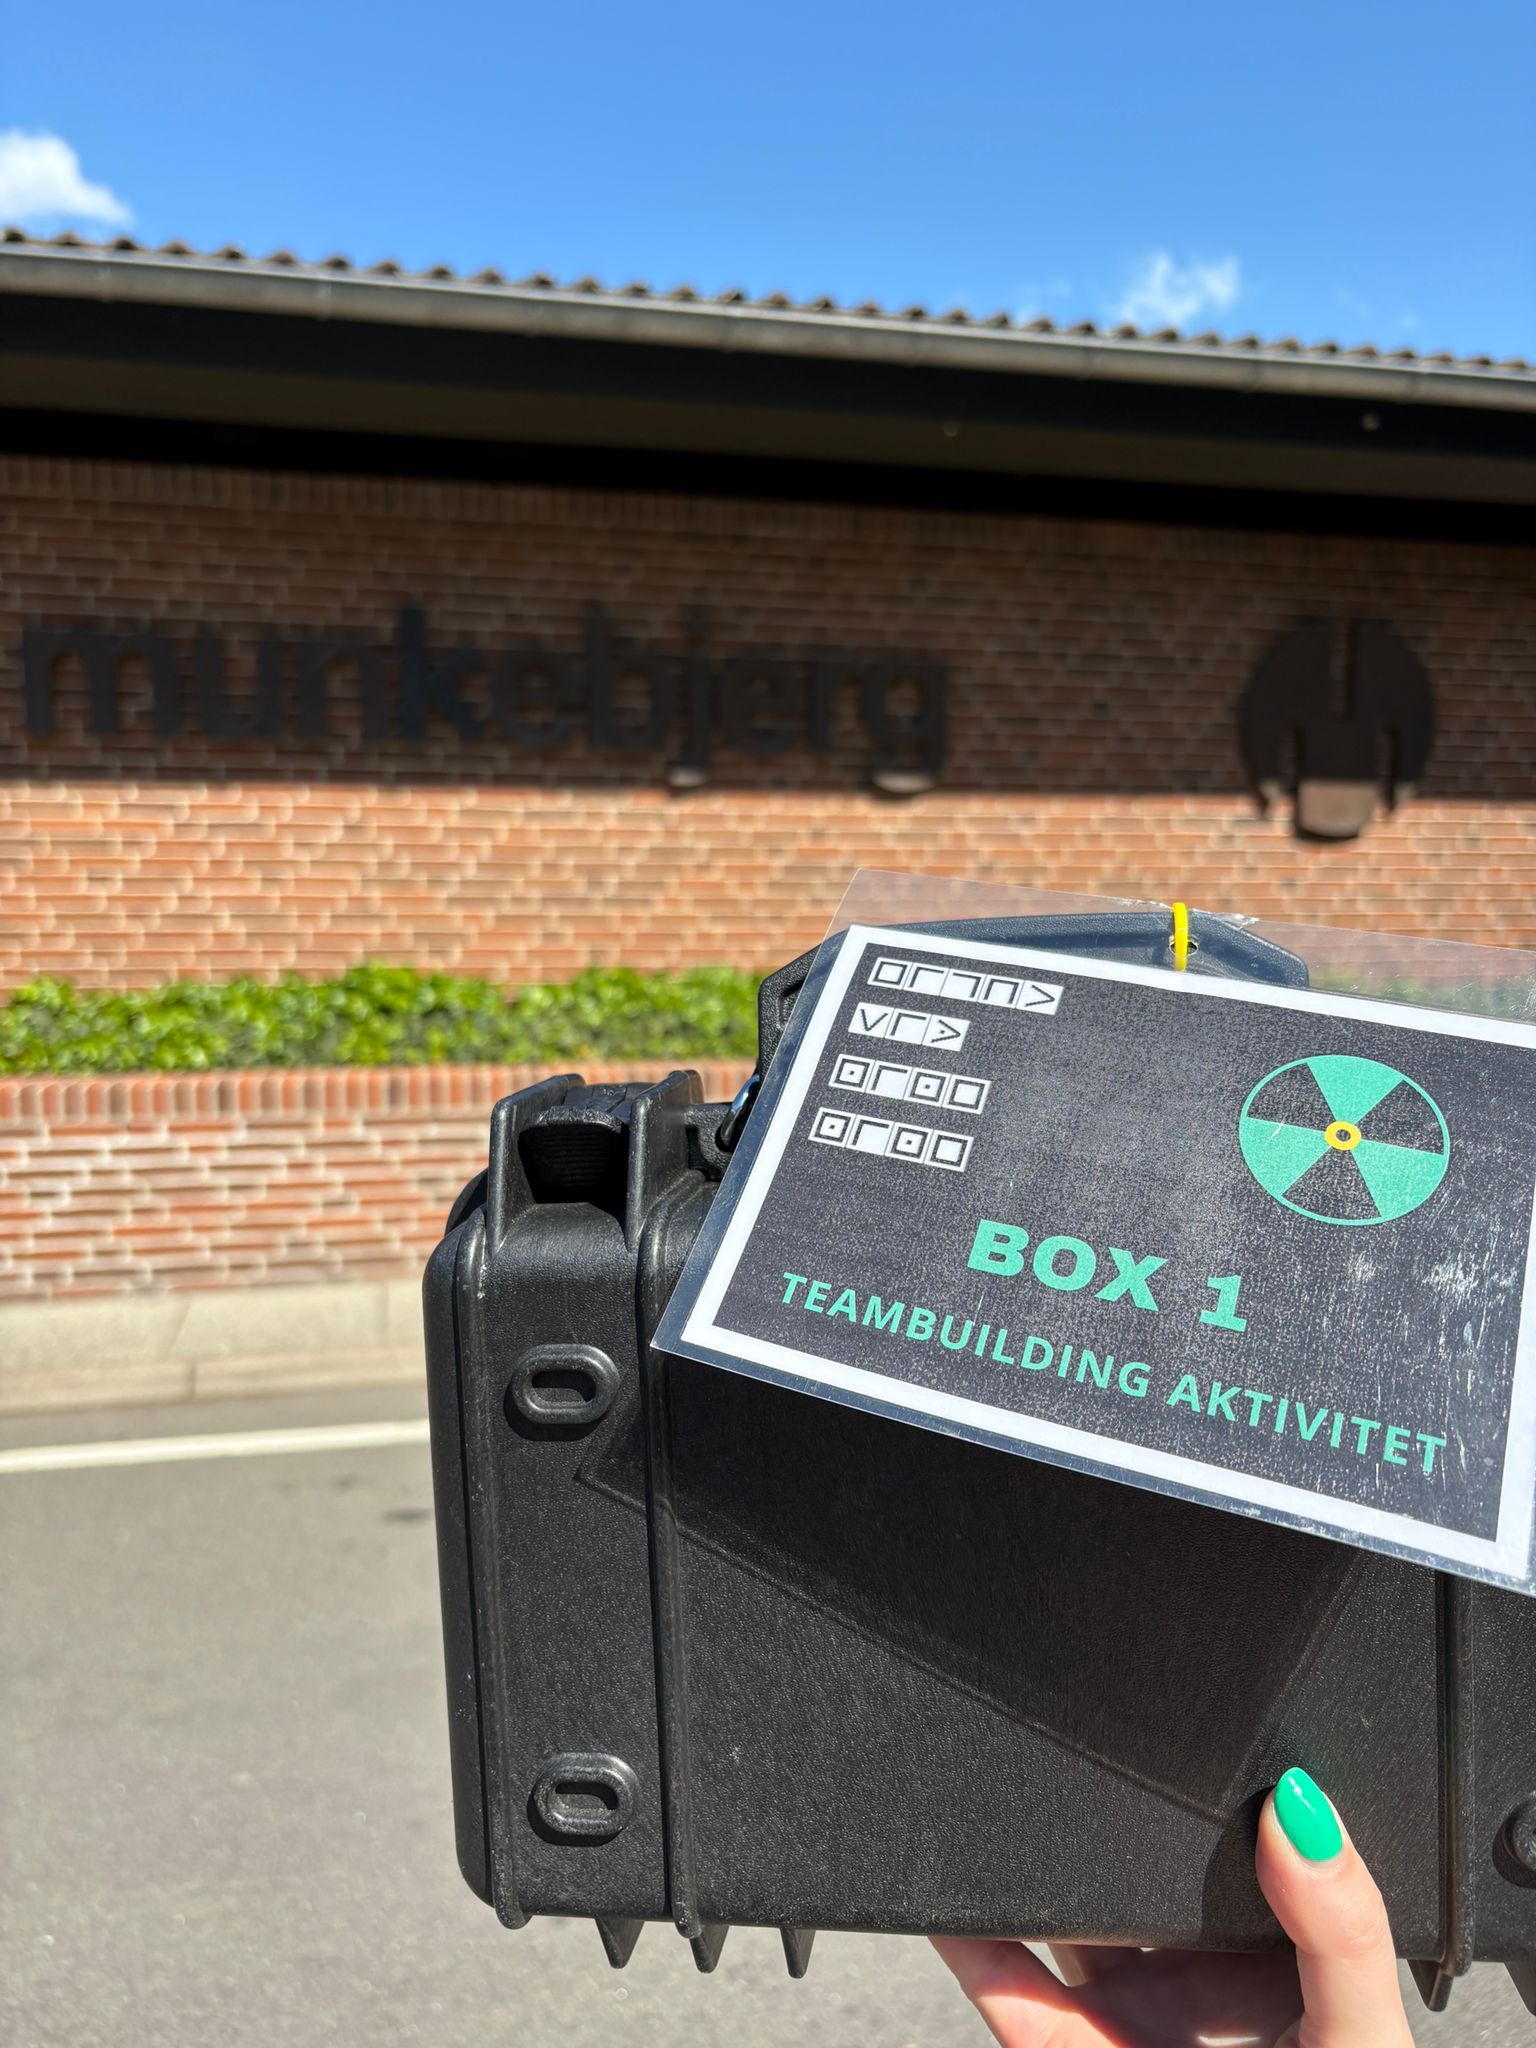 munkebjerg
BOX 1
TEAMBUILDING AKTIVITET